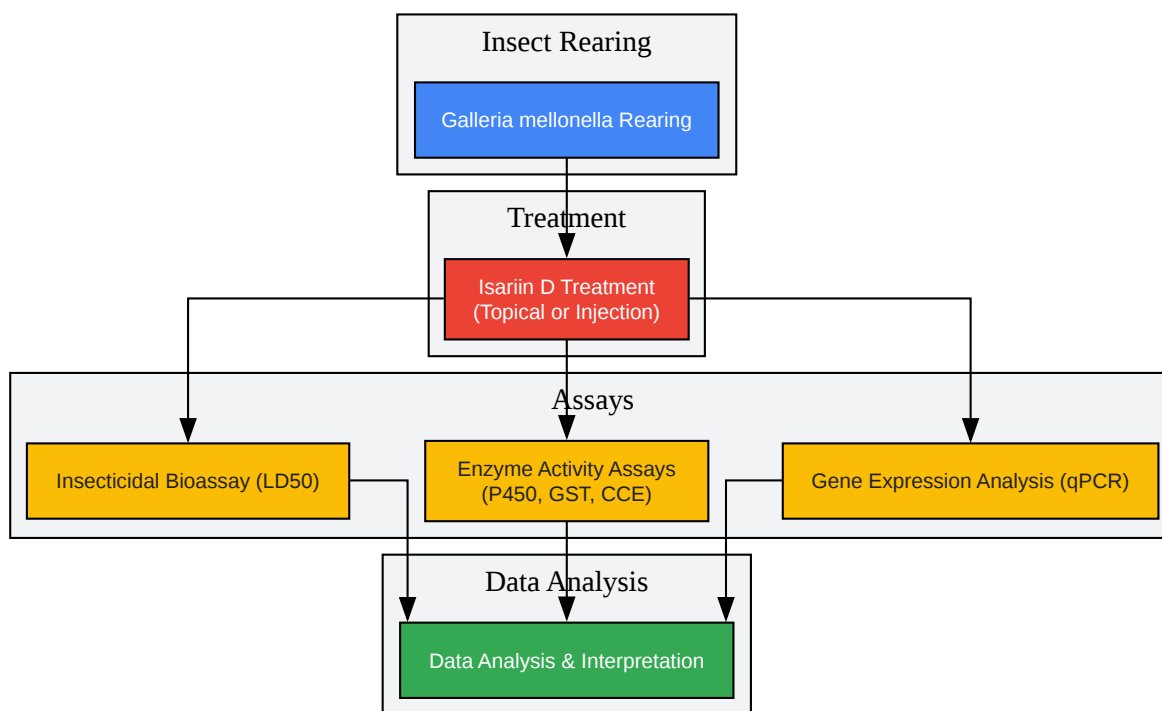 Insect Rearing
Galleria mellonella Rearing
Treatment
Isariin D Treatment
(Topical or Injection)
Assays
Insecticidal Bioassay (LD50)
Enzyme Activity Assays
(P450, GST, CCE)
Gene Expression Analysis (qPCR)
Data Analysis
Data Analysis & Interpretation